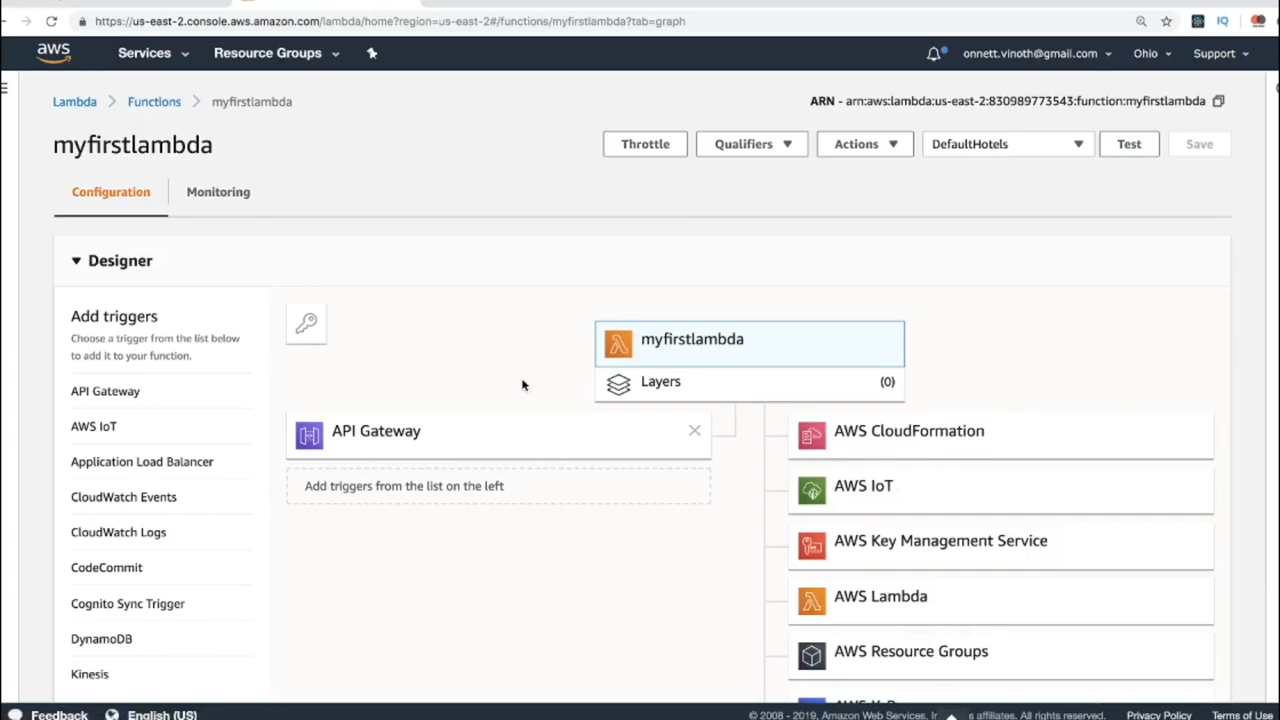 https://us-east-2.console.aws.amazon.com/lambda/home?region=us-east-2#/functions/myfirstlambda?tab=graph
IQ
aws
Services
Resource Groups
onnett.vinoth@gmail.com
Ohio
Support
Lambda
Functions
myfirstlambda
ARN - arn:aws:lambda:us-east-2:830989773543:function:myfirstlambda
myfirstlambda
Throttle
Qualifiers
Actions
DefaultHotels
Test
Save
Configuration
Monitoring
Designer
Add triggers
Choose a trigger from the list below
to add it to your function.
API Gateway
AWS IoT
Application Load Balancer
CloudWatch Events
CloudWatch Logs
CodeCommit
Cognito Sync Trigger
DynamoDB
Kinesis
myfirstlambda
Layers
(0)
API Gateway
Add triggers from the list on the left
AWS CloudFormation
AWS IoT
AWS Key Management Service
AWS Lambda
AWS Resource Groups
Feedback
English (US)
© 2008 - 2019, Amazon Web Services, Ir s affiliates. All rights reserved.
Privacy Policy
Terms of Use